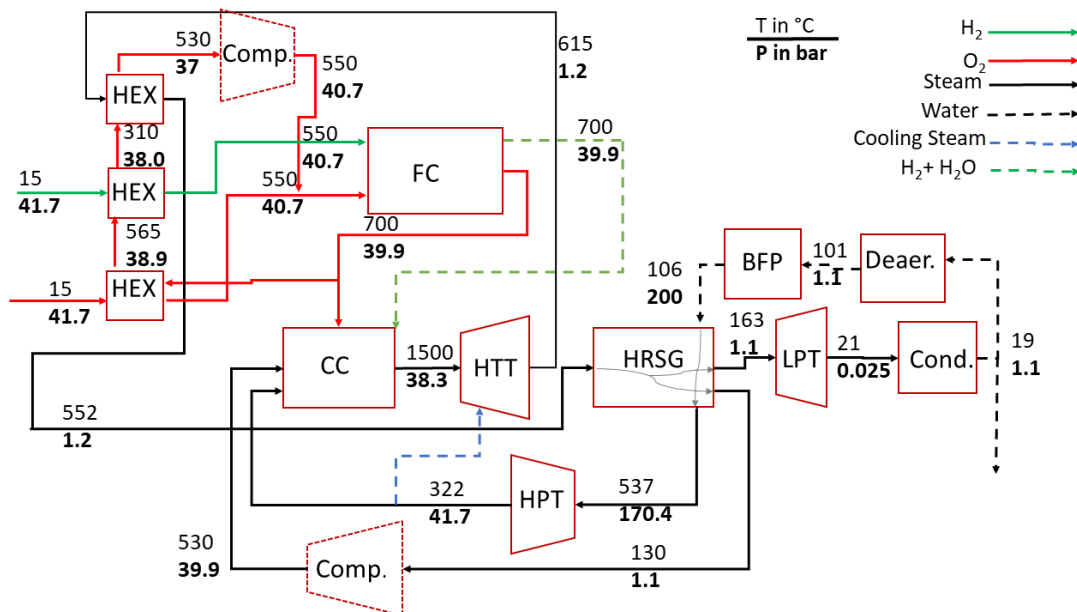 530
37
Comp.
550
40.7
615
1.2
T in °C
P in bar
H₂
O₂
Steam
Water
Cooling Steam
H₂+ H₂O
HEX
310
38.0
550
40.7
FC
700
39.9
15
41.7
HEX
550
40.7
565
38.9
700
39.9
15
41.7
HEX
106
200
BFP
101
1.1
Deaer.
CC
1500
38.3
HTT
HRSG
163
1.1
LPT
21
0.025
Cond.
19
1.1
552
1.2
322
41.7
HPT
537
170.4
530
39.9
Comp.
130
1.1